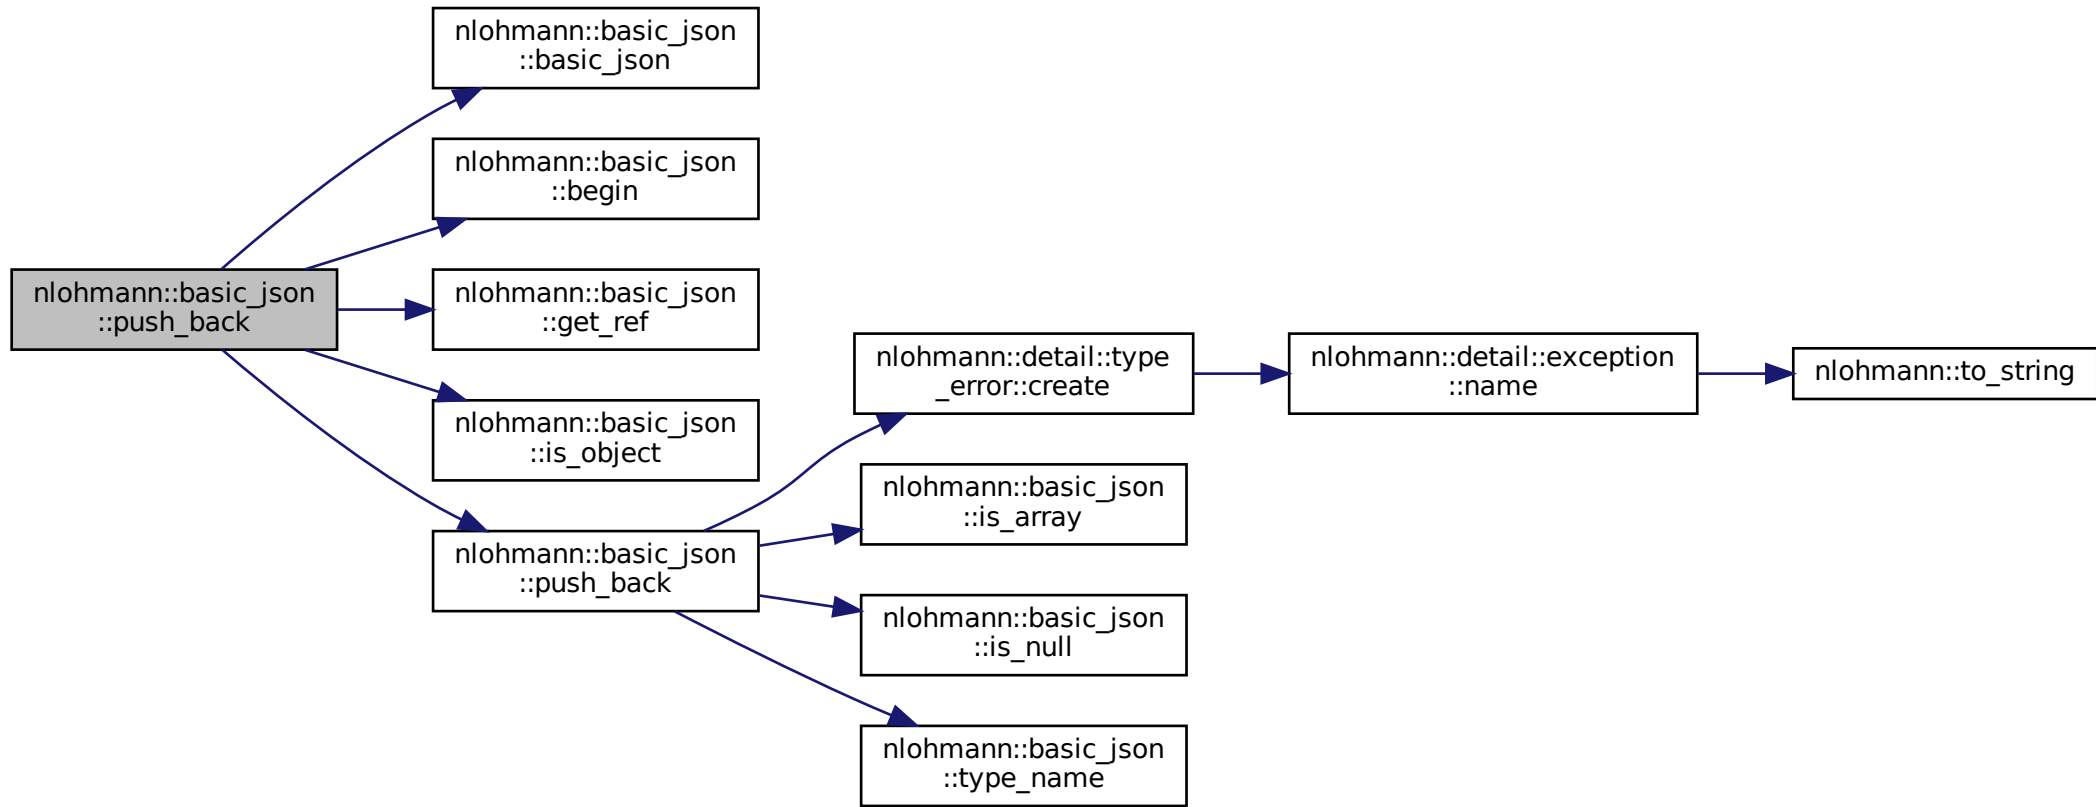 nlohmann::basic_json
::basic_json
nlohmann::basic_json
::begin
nlohmann::basic_json
::push_back
nlohmann::basic_json
::get_ref
nlohmann::basic_json
::is_object
nlohmann::basic_json
::push_back
nlohmann::detail::type
_error::create
nlohmann::detail::exception
::name
nlohmann::to_string
nlohmann::basic_json
::is_array
nlohmann::basic_json
::is_null
nlohmann::basic_json
::type_name